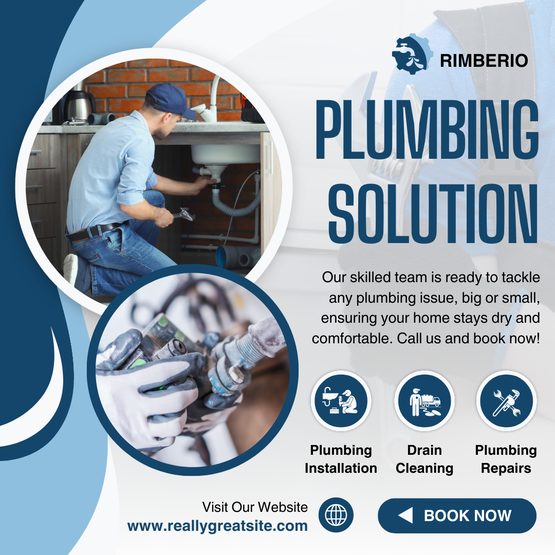 RIMBERIO
PLUMBING
SOLUTION
Our skilled team is ready to tackle
any plumbing issue, big or small,
ensuring your home stays dry and
comfortable. Call us and book now!
Plumbing
Installation
Drain
Cleaning
Plumbing
Repairs
Visit Our Website
www.reallygreatsite.com
BOOK NOW